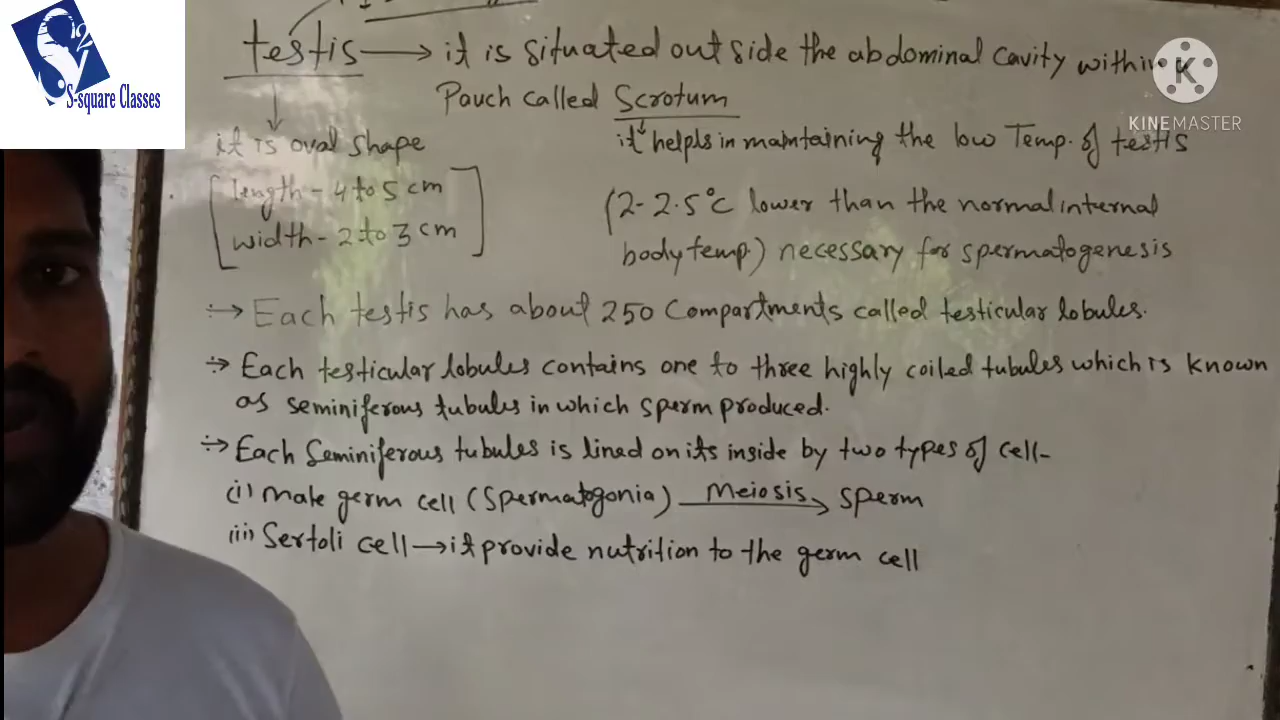 S-square Classes
KINEMASTER
testis → it is situated out side the abdominal cavity within a
Pouch called Scrotum
it is oval shape
length - 4 to 5 cm
width - 2 to 3 cm
it helps in maintaining the low Temp. of testis
(2-2.5°C lower than the normal internal
body temp.) necessary for spermatogenesis
Each testis has about 250 Compartments called testicular lobules.
Each testicular lobules contains one to three highly coiled tubules which is known
as seminiferous tubules in which sperm produced.
Each Seminiferous tubules is lined on its inside by two types of cell-
(i) male germ cell (Spermatogonia) Meiosis → sperm
(ii) Sertoli cell → it provide nutrition to the germ cell